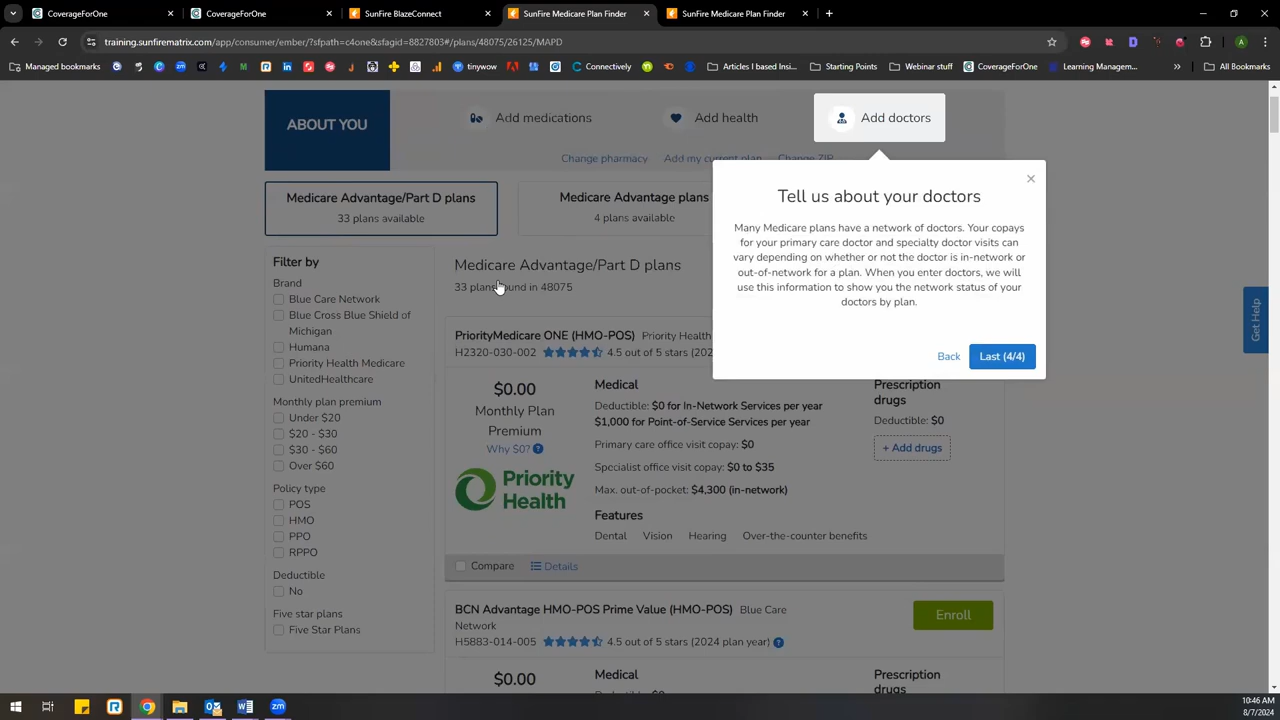 CoverageForOne
CoverageForOne
SunFire BlazeConnect
SunFire Medicare Plan Finder
SunFire Medicare Plan Finder
training.sunfirematrix.com/app/consumer/ember/?sfpath=c4one&sfagid=8827803#/plans/48075/26125/MAPD
Managed bookmarks
tinywow
Connectively
Articles I based Insi...
Starting Points
Webinar stuff
CoverageForOne
Learning Managem...
All Bookmarks
ABOUT YOU
Add medications
Add health
Add doctors
Change pharmacy
Add my current plan
Change ZIP
Medicare Advantage/Part D plans
33 plans available
Medicare Advantage plans
4 plans available
Tell us about your doctors
Many Medicare plans have a network of doctors. Your copays
for your primary care doctor and specialty doctor visits can
vary depending on whether or not the doctor is in-network or
out-of-network for a plan. When you enter doctors, we will
use this information to show you the network status of your
doctors by plan.
Back
Last (4/4)
Filter by
Brand
Blue Care Network
Blue Cross Blue Shield of
Michigan
Humana
Priority Health Medicare
UnitedHealthcare
Monthly plan premium
Under $20
$20 - $30
$30 - $60
Over $60
Policy type
POS
HMO
PPO
RPPO
Deductible
No
Five star plans
Five Star Plans
Medicare Advantage/Part D plans
33 plans found in 48075
PriorityMedicare ONE (HMO-POS) Priority Health
H2320-030-002 4.5 out of 5 stars (202
$0.00
Monthly Plan
Premium
Why $0?
Priority
Health
Medical
Deductible: $0 for In-Network Services per year
$1,000 for Point-of-Service Services per year
Primary care office visit copay: $0
Specialist office visit copay: $0 to $35
Max. out-of-pocket: $4,300 (in-network)
Features
Dental Vision Hearing Over-the-counter benefits
Prescription
drugs
Deductible: $0
+ Add drugs
Compare
Details
BCN Advantage HMO-POS Prime Value (HMO-POS) Blue Care
Network
H5883-014-005 4.5 out of 5 stars (2024 plan year)
Enroll
$0.00
Medical
Prescription
drugs
Get Help
10:46 AM
8/7/2024